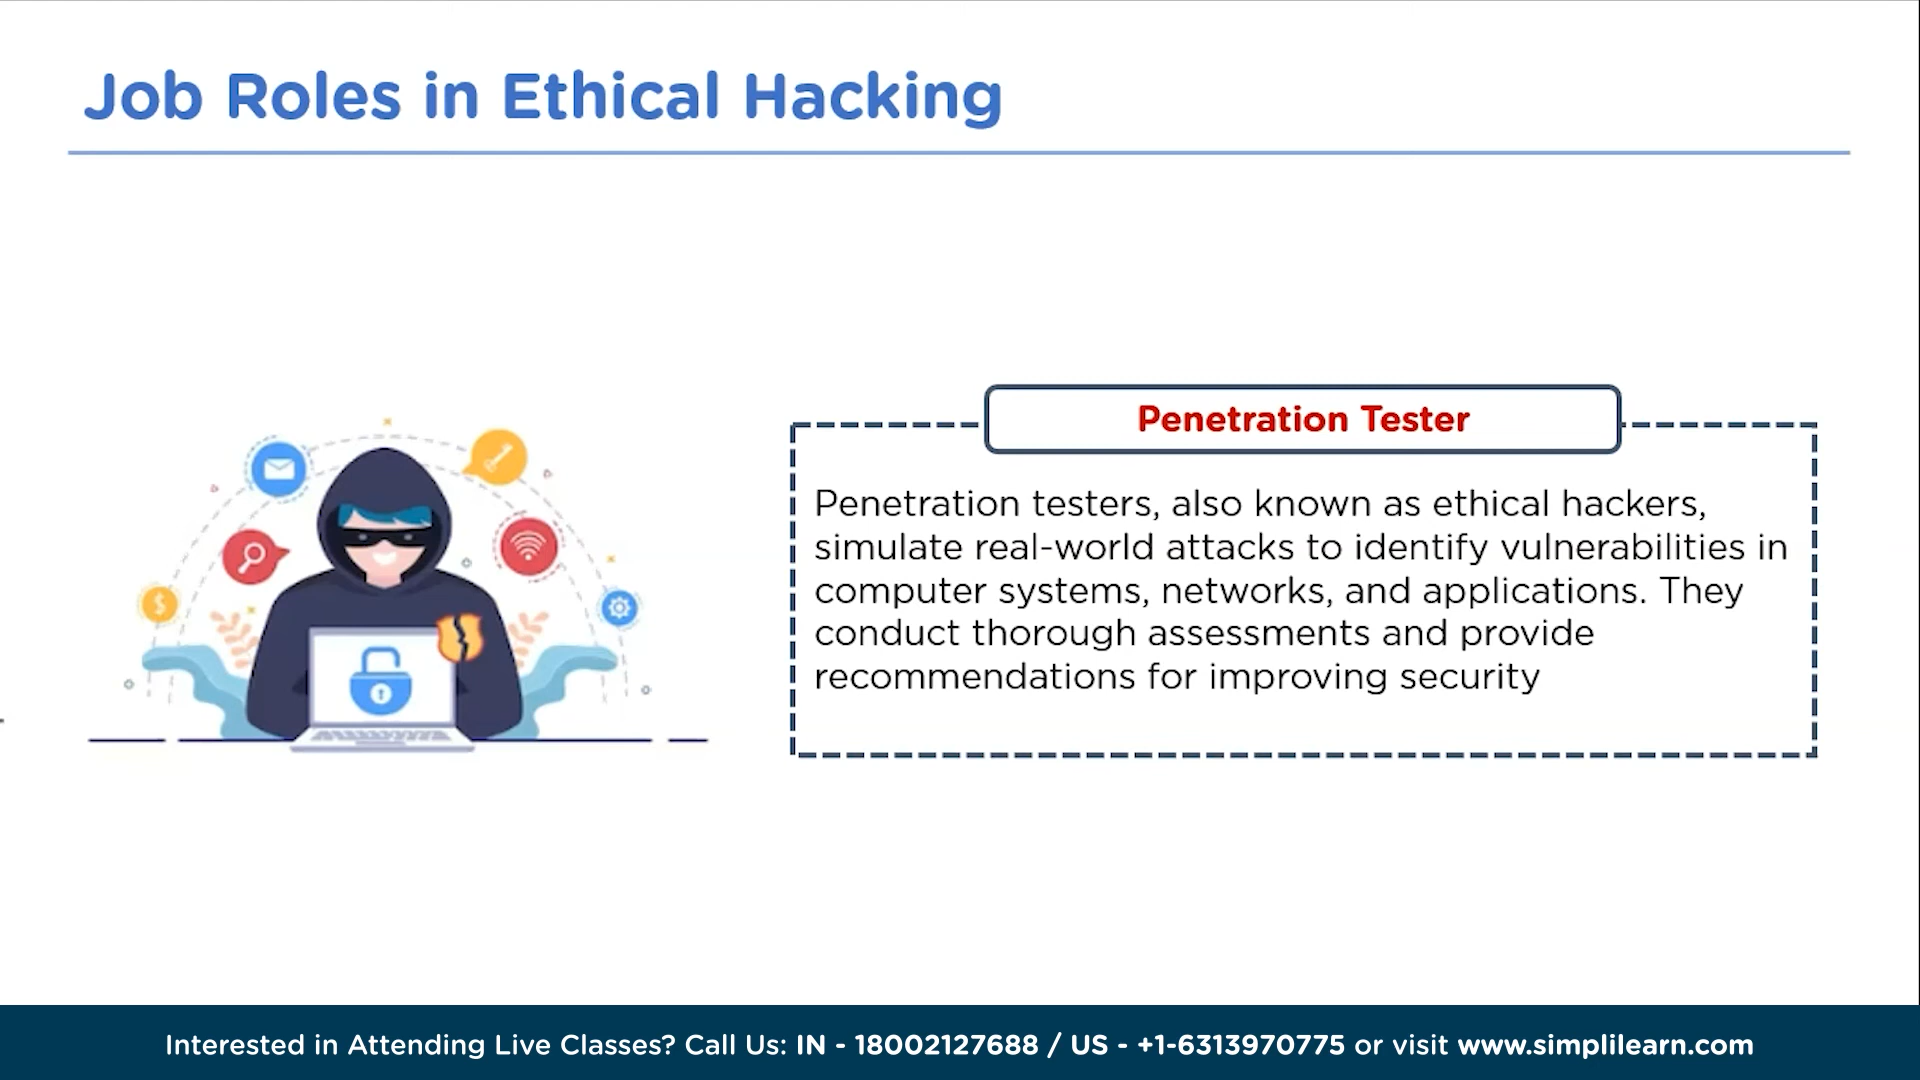 Job Roles in Ethical Hacking
Penetration Tester
Penetration testers, also known as ethical hackers,
simulate real-world attacks to identify vulnerabilities in
computer systems, networks, and applications. They
conduct thorough assessments and provide
recommendations for improving security
Interested in Attending Live Classes? Call Us: IN - 18002127688 / US - +1-6313970775 or visit www.simplilearn.com